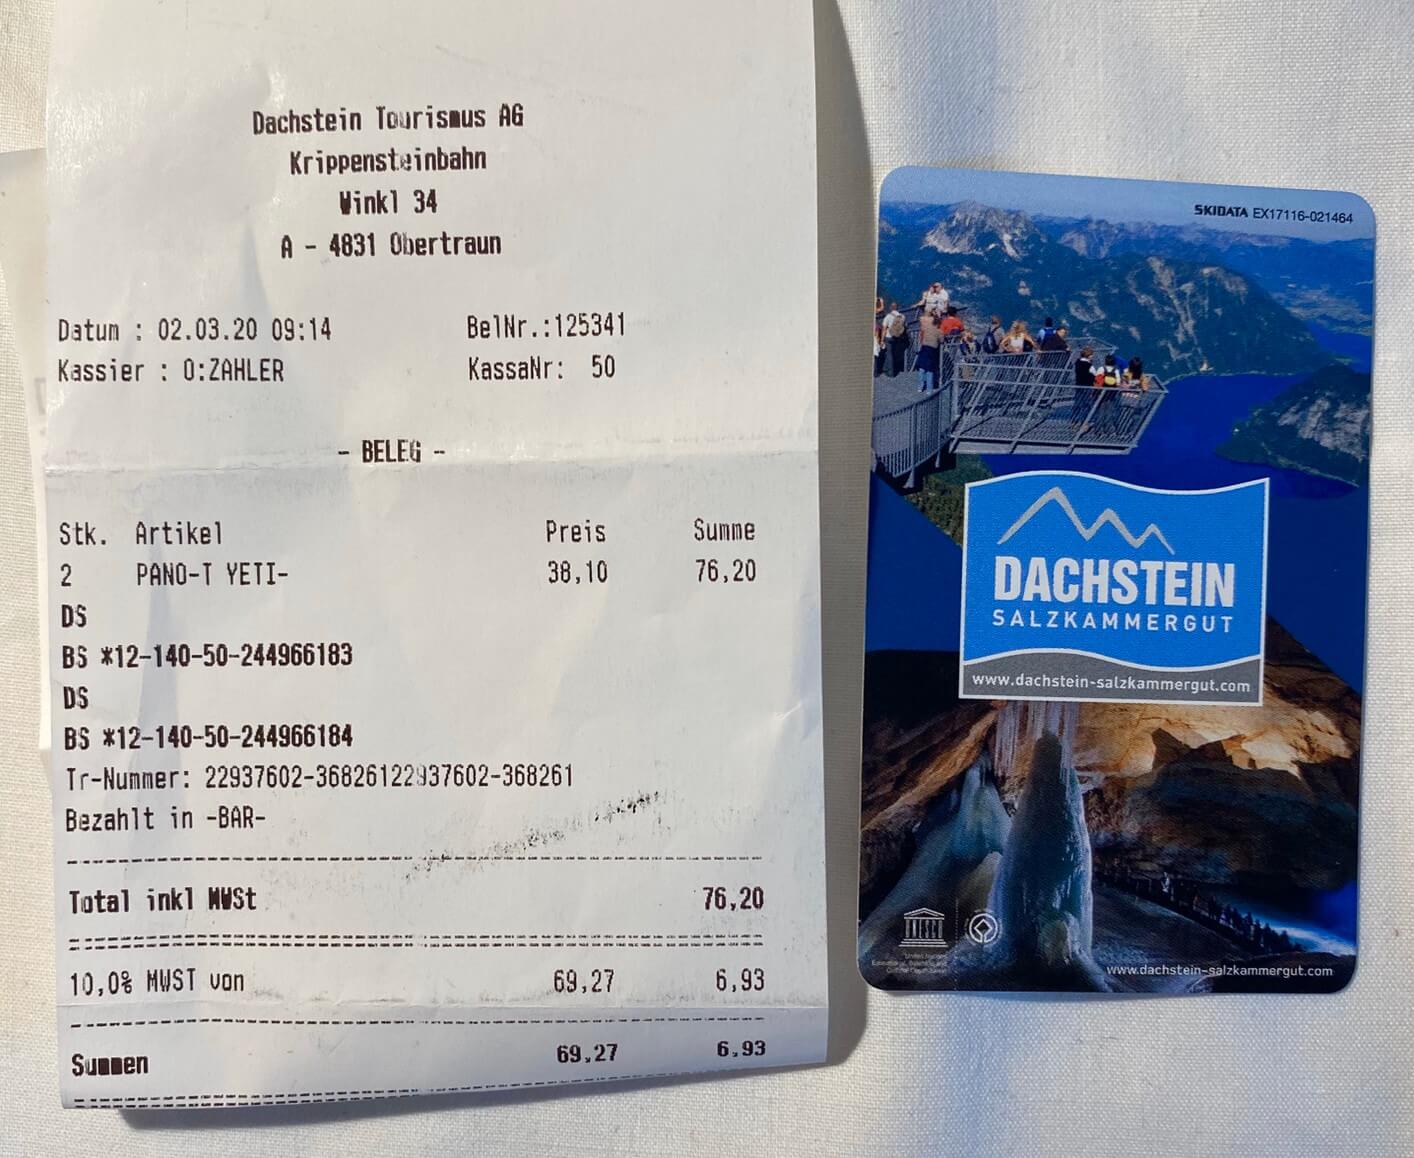 Dachstein Tourismus AG
Krippensteinbahn
Winkl 34
A - 4831 Obertraun
Datum : 02.03.20 09:14 BelNr.:125341
Kassier : O:ZAHLER KassaNr: 50
- BELEG -
Stk. Artikel Preis Summe
2 PANO-T YETI- 38,10 76,20
DS
BS *12-140-50-244966183
DS
BS *12-140-50-244966184
Tr-Nummer: 22937602-36826122937602-368261
Bezahlt in -BAR-
Total inkl MWSt 76,20
10,0% MWST von 69,27 6,93
Summen 69,27 6,93
SKIDATA EX17116-021464
DACHSTEIN
SALZKAMMERGUT
www.dachstein-salzkammergut.com
UNESCO
www.dachstein-salzkammergut.com